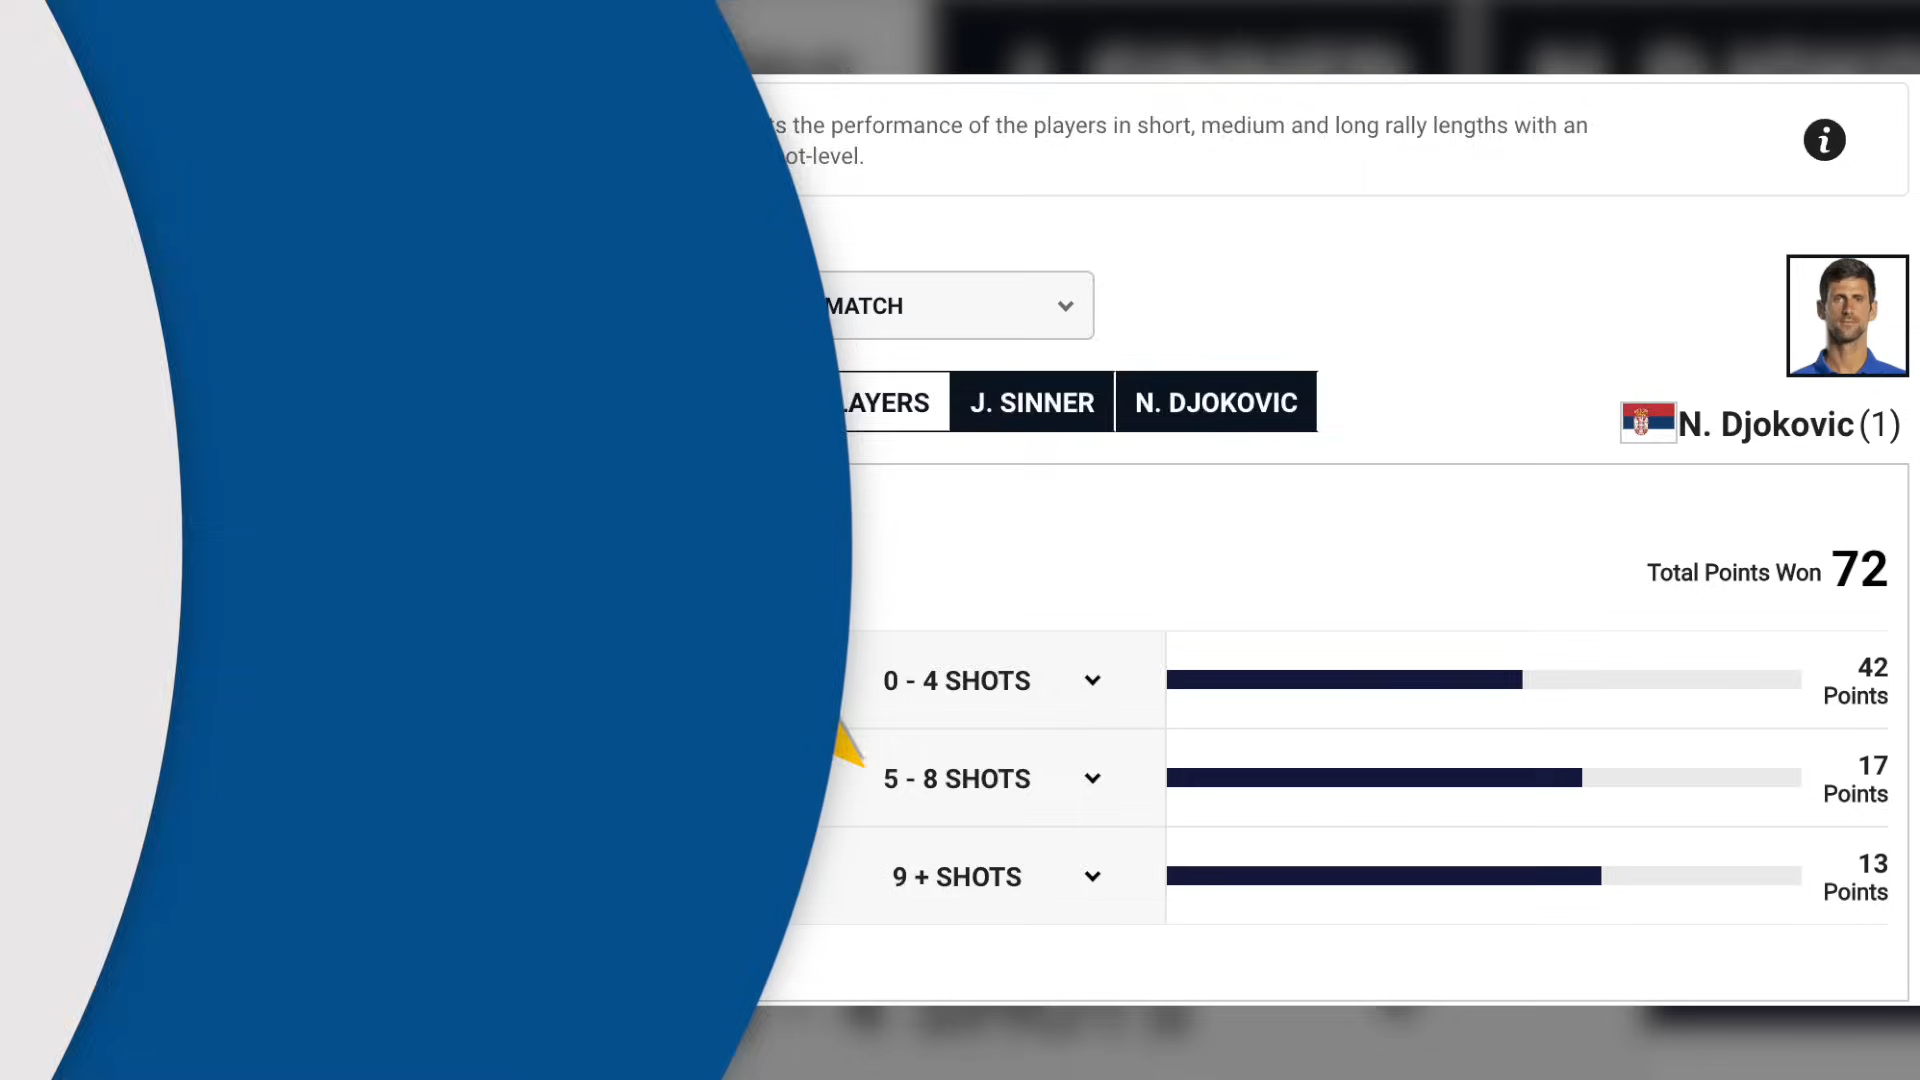 the performance of the players in short, medium and long rally lengths with an
ot-level.
MATCH
LAYERS
J. SINNER
N. DJOKOVIC
N. Djokovic (1)
Total Points Won 72
0 - 4 SHOTS
42
Points
5 - 8 SHOTS
17
Points
9 + SHOTS
13
Points